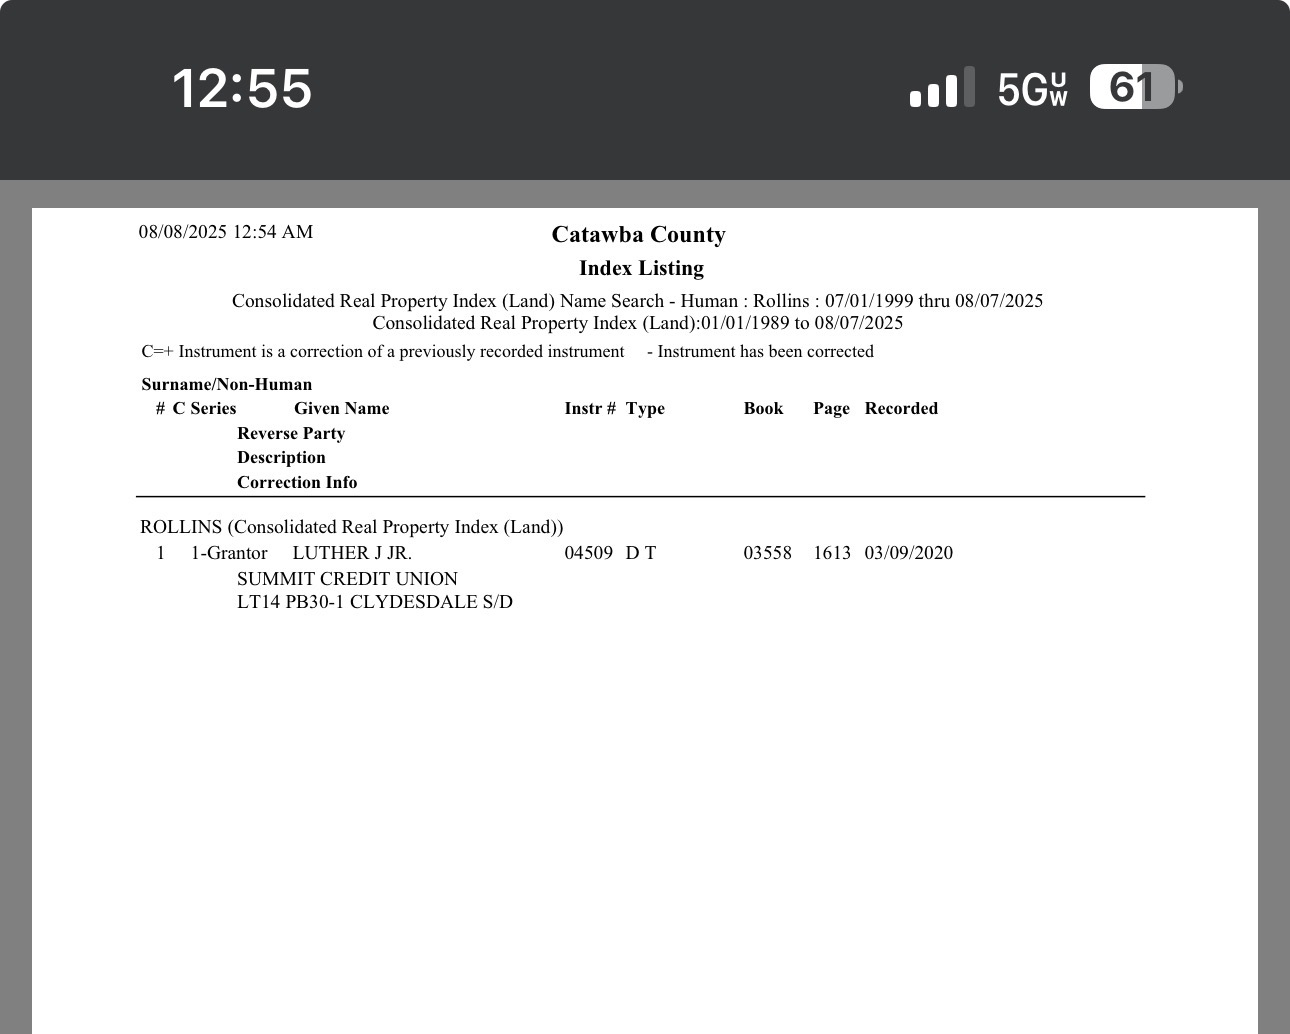 12:55 5GUW 61
08/08/2025 12:54 AM Catawba County
Index Listing
Consolidated Real Property Index (Land) Name Search - Human : Rollins : 07/01/1999 thru 08/07/2025
Consolidated Real Property Index (Land):01/01/1989 to 08/07/2025
C=+ Instrument is a correction of a previously recorded instrument - Instrument has been corrected
Surname/Non-Human
# C Series Given Name Instr # Type Book Page Recorded
Reverse Party
Description
Correction Info
ROLLINS (Consolidated Real Property Index (Land))
1 1-Grantor LUTHER J JR. 04509 D T 03558 1613 03/09/2020
SUMMIT CREDIT UNION
LT14 PB30-1 CLYDESDALE S/D